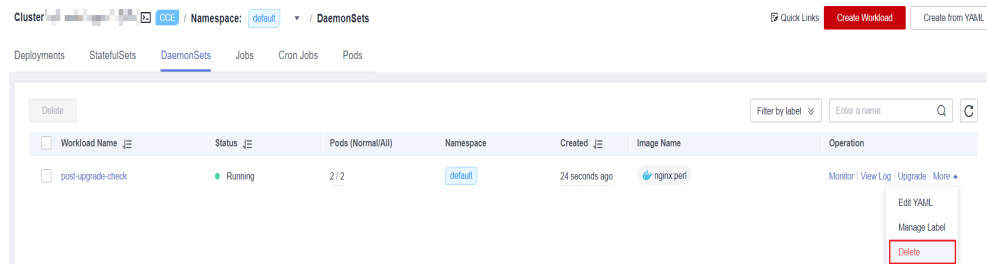 Cluster CCE / Namespace: default / DaemonSets Quick Links Create Workload Create from YAML
Deployments StatefulSets DaemonSets Jobs Cron Jobs Pods
Delete Filter by label Enter a name.
Workload Name Status Pods (Normal/All) Namespace Created Image Name Operation
post-upgrade-check Running 2 / 2 default 24 seconds ago nginx:perl Monitor View Log Upgrade More
Edit YAML
Manage Label
Delete